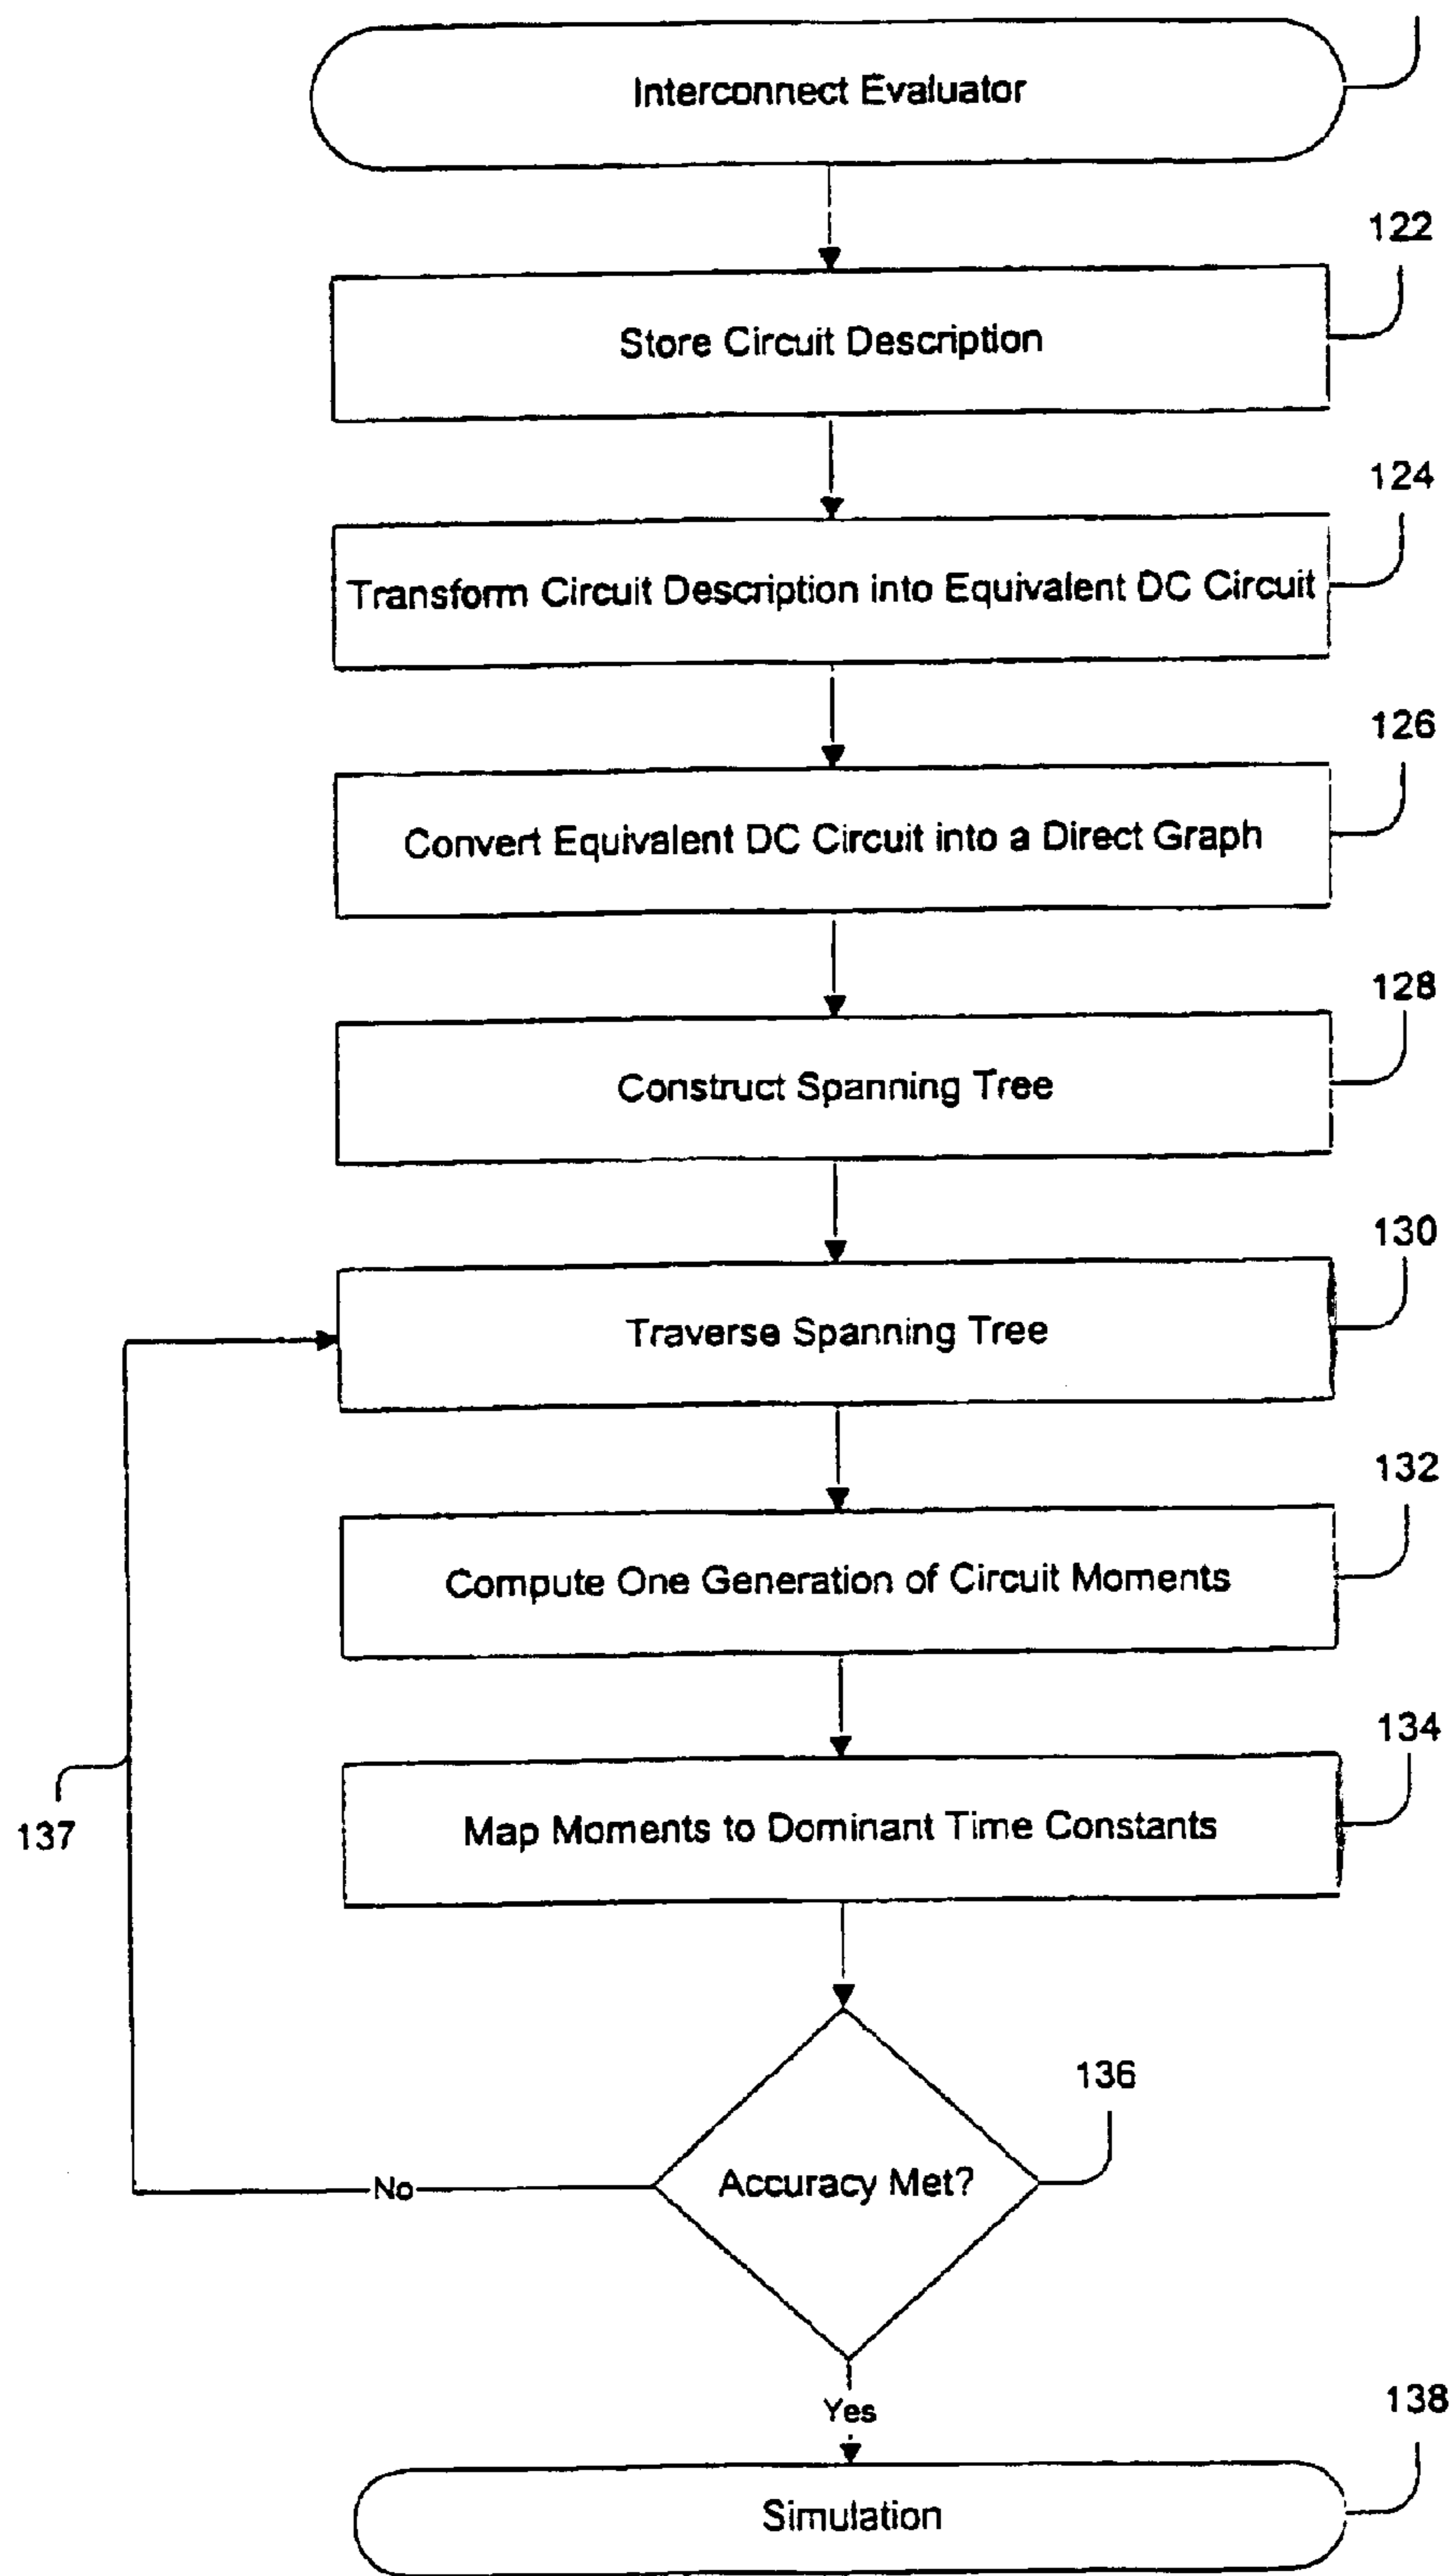 Interconnect Evaluator
122
Store Circuit Description
124
Transform Circuit Description into Equivalent DC Circuit
126
Convert Equivalent DC Circuit into a Direct Graph
128
Construct Spanning Tree
130
Traverse Spanning Tree
132
Compute One Generation of Circuit Moments
134
Map Moments to Dominant Time Constants
137
136
Accuracy Met?
No
Yes
138
Simulation